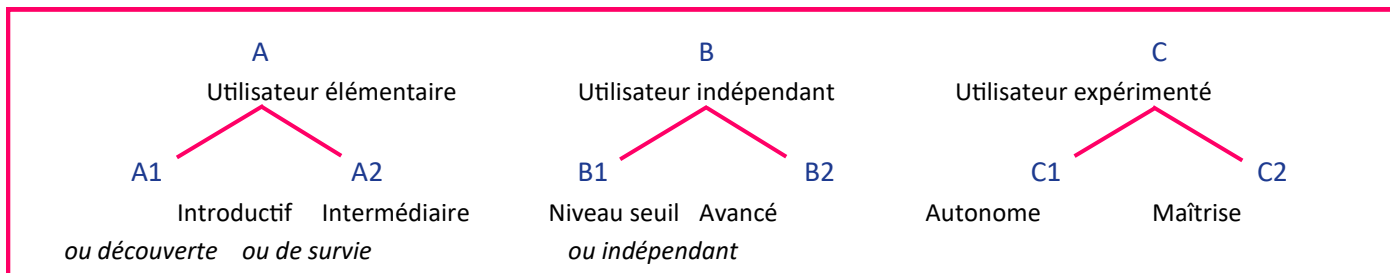 A B C
Utilisateur élémentaire Utilisateur indépendant Utilisateur expérimenté
A1 A2 B1 B2 C1 C2
Introductif Intermédiaire Niveau seuil Avancé Autonome Maîtrise
ou découverte ou de survie ou indépendant